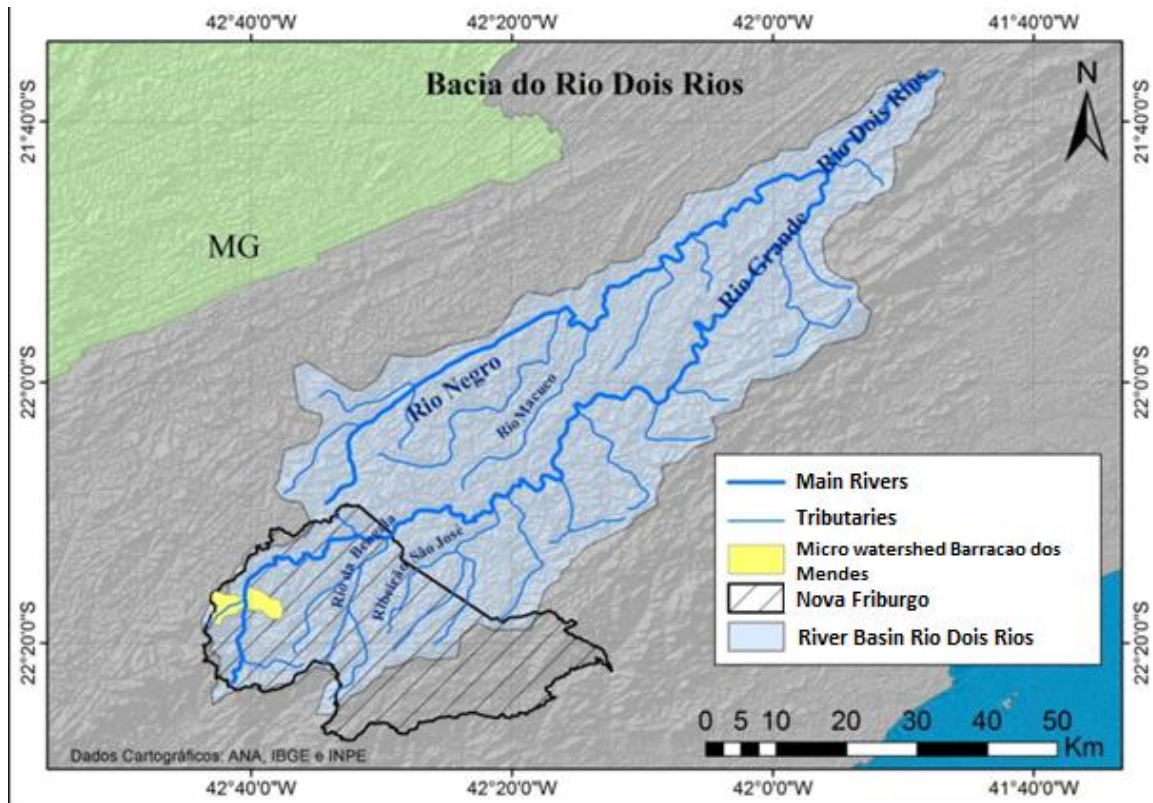 42°40'0"W 42°20'0"W 42°0'0"W 41°40'0"W
Bacia do Rio Dois Rios
N
21°40'0"S
21°40'0"S
Rio Dois Rios
MG
Rio Grande
22°0'0"S
22°0'0"S
Rio Negro
Rio Macuco
Main Rivers
Tributaries
Micro watershed Barracao dos
Mendes
Nova Friburgo
River Basin Rio Dois Rios
Rio da Bengala
Ribeirão São José
22°20'0"S
22°20'0"S
0 5 10 20 30 40 50
Km
Dados Cartográficos: ANA, IBGE e INPE
42°40'0"W 42°20'0"W 42°0'0"W 41°40'0"W